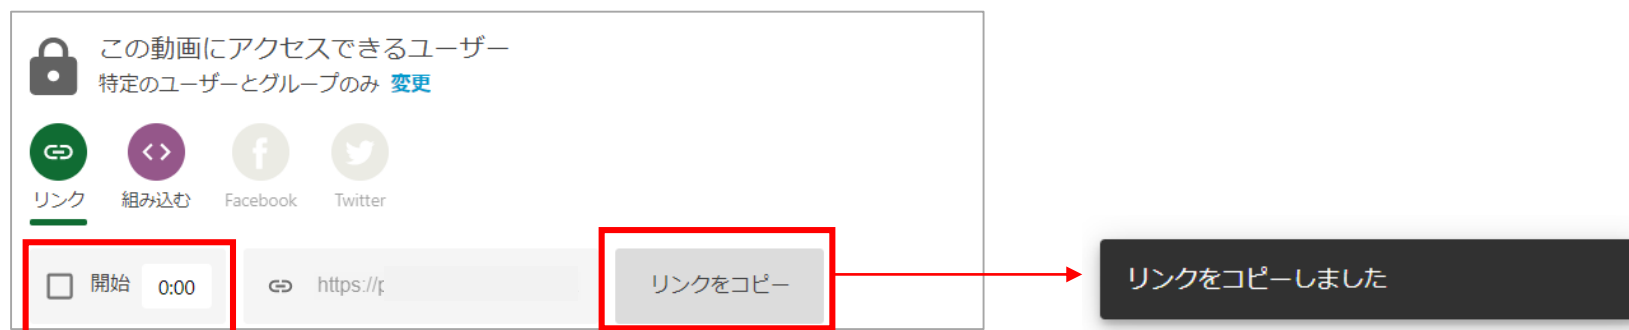 この動画にアクセスできるユーザー
特定のユーザーとグループのみ 変更
リンク 組み込む Facebook Twitter
開始 0:00 https://p リンクをコピー
リンクをコピーしました